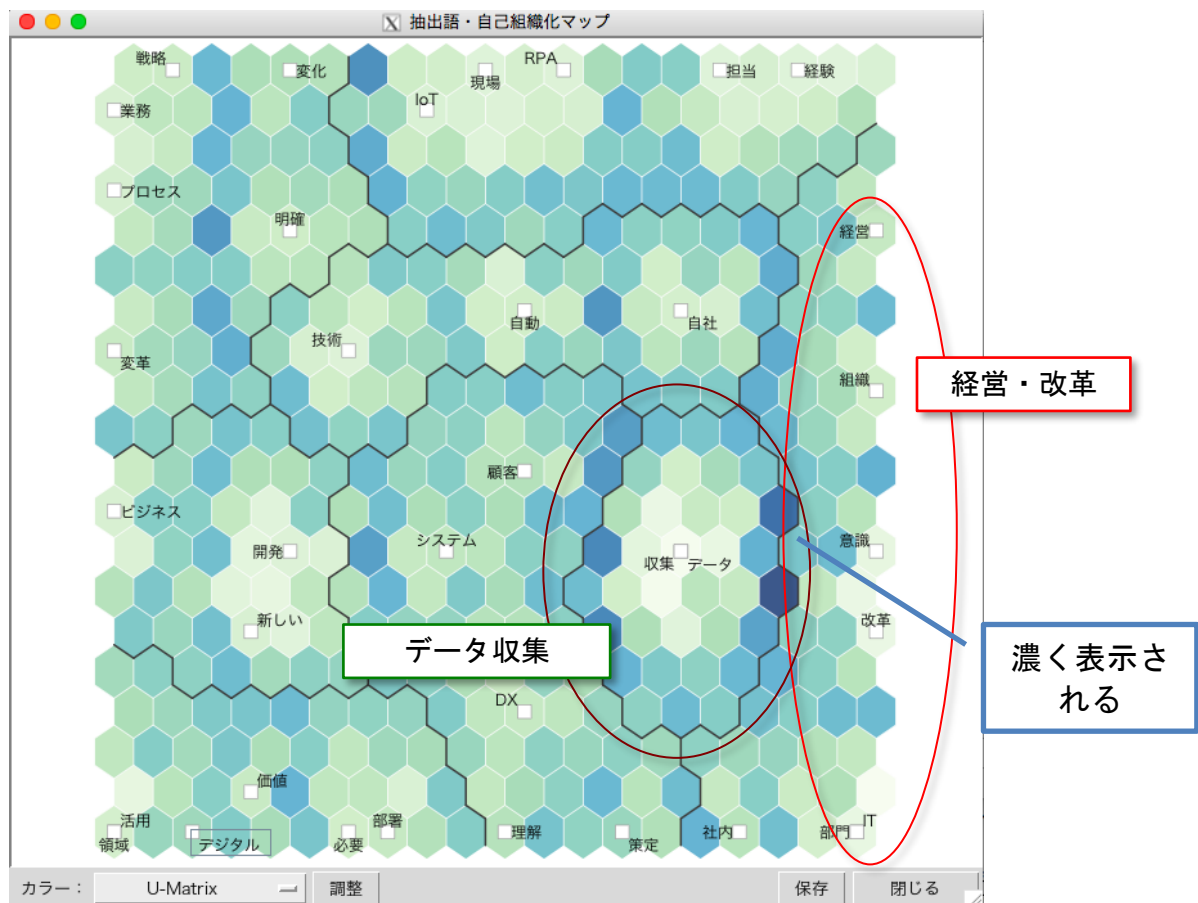 抽出語・自己組織化マップ
戦略
変化
RPA
現場
担当
経験
業務
IoT
プロセス
明確
経営
自動
自社
技術
変革
組織
経営・改革
顧客
ビジネス
システム
意識
開発
収集 データ
新しい
改革
データ収集
濃く表示さ
れる
DX
価値
活用
部署
IT
領域
デジタル
必要
理解
策定
社内
部門
カラー：
U-Matrix
調整
保存
閉じる